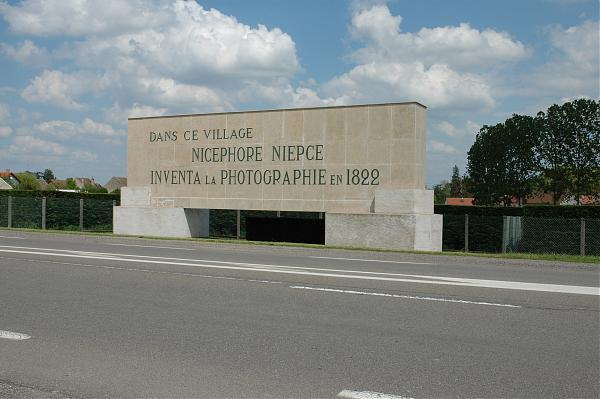 DANS CE VILLAGE
NICEPHORE NIEPCE
INVENTA LA PHOTOGRAPHIE EN 1822